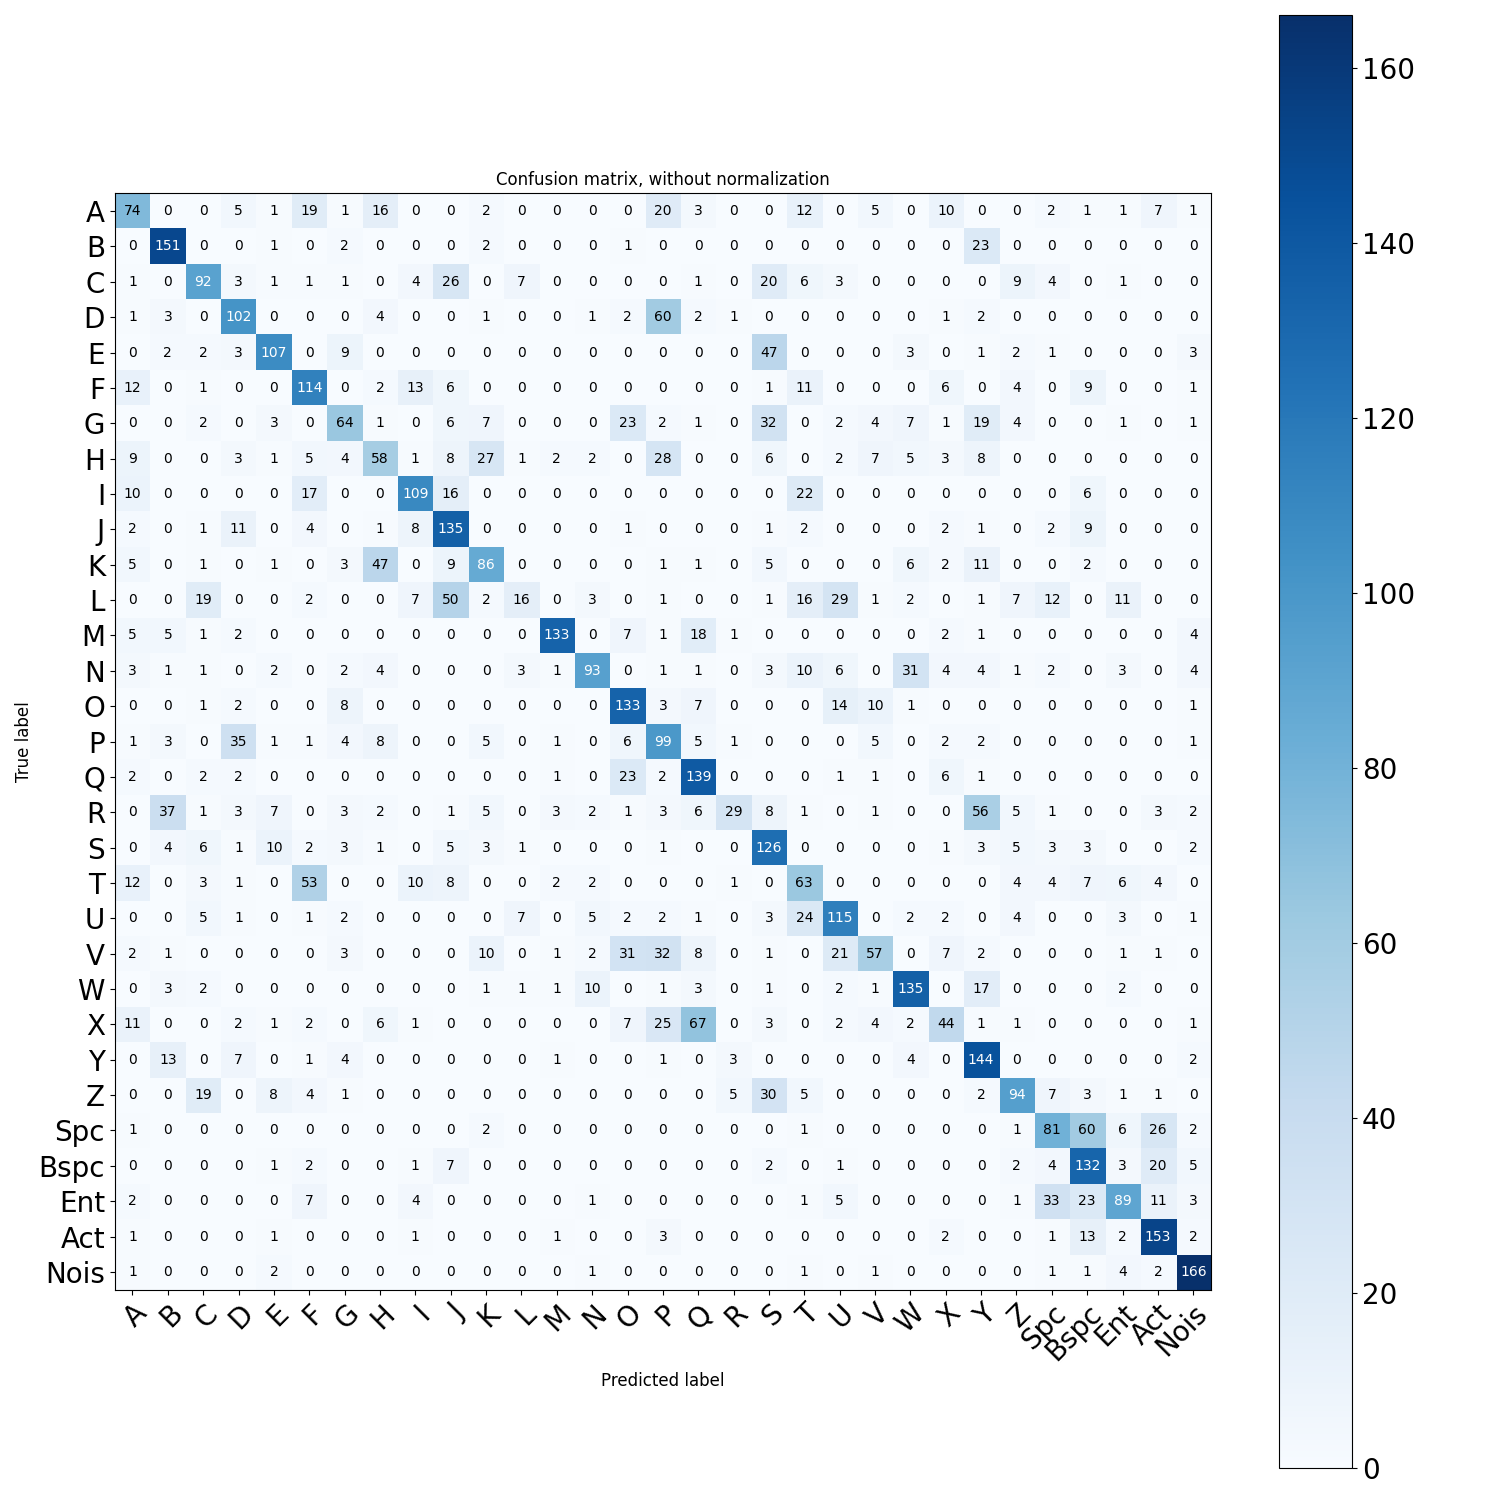 Confusion matrix, without normalization
A 74 0 0 5 1 19 1 16 0 0 2 0 0 0 0 20 3 0 0 12 0 5 0 10 0 0 2 1 1 7 1
B 0 151 0 0 1 0 2 0 0 0 2 0 0 0 1 0 0 0 0 0 0 0 0 0 23 0 0 0 0 0 0
C 1 0 92 3 1 1 1 0 4 26 0 7 0 0 0 0 1 0 20 6 3 0 0 0 0 9 4 0 1 0 0
D 1 3 0 102 0 0 0 4 0 0 1 0 0 1 2 60 2 1 0 0 0 0 0 1 2 0 0 0 0 0 0
E 0 2 2 3 107 0 9 0 0 0 0 0 0 0 0 0 0 0 47 0 0 0 3 0 1 2 1 0 0 0 3
F 12 0 1 0 0 114 0 2 13 6 0 0 0 0 0 0 0 0 1 11 0 0 0 6 0 4 0 9 0 0 1
G 0 0 2 0 3 0 64 1 0 6 7 0 0 0 23 2 1 0 32 0 2 4 7 1 19 4 0 0 1 0 1
H 9 0 0 3 1 5 4 58 1 8 27 1 2 2 0 28 0 0 6 0 2 7 5 3 8 0 0 0 0 0 0
I 10 0 0 0 0 17 0 0 109 16 0 0 0 0 0 0 0 0 0 22 0 0 0 0 0 0 0 6 0 0 0
J 2 0 1 11 0 4 0 1 8 135 0 0 0 0 1 0 0 0 1 2 0 0 0 2 1 0 2 9 0 0 0
K 5 0 1 0 1 0 3 47 0 9 86 0 0 0 0 1 1 0 5 0 0 0 6 2 11 0 0 2 0 0 0
L 0 0 19 0 0 2 0 0 7 50 2 16 0 3 0 1 0 0 1 16 29 1 2 0 1 7 12 0 11 0 0
M 5 5 1 2 0 0 0 0 0 0 0 0 133 0 7 1 18 1 0 0 0 0 0 2 1 0 0 0 0 0 4
N 3 1 1 0 2 0 2 4 0 0 0 3 1 93 0 1 1 0 3 10 6 0 31 4 4 1 2 0 3 0 4
O 0 0 1 2 0 0 8 0 0 0 0 0 0 0 133 3 7 0 0 0 14 10 1 0 0 0 0 0 0 0 1
P 1 3 0 35 1 1 4 8 0 0 5 0 1 0 6 99 5 1 0 0 0 5 0 2 2 0 0 0 0 0 1
Q 2 0 2 2 0 0 0 0 0 0 0 0 1 0 23 2 139 0 0 0 1 1 0 6 1 0 0 0 0 0 0
R 0 37 1 3 7 0 3 2 0 1 5 0 3 2 1 3 6 29 8 1 0 1 0 0 56 5 1 0 0 3 2
S 0 4 6 1 10 2 3 1 0 5 3 1 0 0 0 1 0 0 126 0 0 0 0 1 3 5 3 3 0 0 2
T 12 0 3 1 0 53 0 0 10 8 0 0 2 2 0 0 0 1 0 63 0 0 0 0 0 4 4 7 6 4 0
U 0 0 5 1 0 1 2 0 0 0 0 7 0 5 2 2 1 0 3 24 115 0 2 2 0 4 0 0 3 0 1
V 2 1 0 0 0 0 3 0 0 0 10 0 1 2 31 32 8 0 1 0 21 57 0 7 2 0 0 0 1 1 0
W 0 3 2 0 0 0 0 0 0 0 1 1 1 10 0 1 3 0 1 0 2 1 135 0 17 0 0 0 2 0 0
X 11 0 0 2 1 2 0 6 1 0 0 0 0 0 7 25 67 0 3 0 2 4 2 44 1 1 0 0 0 0 1
Y 0 13 0 7 0 1 4 0 0 0 0 0 1 0 0 1 0 3 0 0 0 0 4 0 144 0 0 0 0 0 2
Z 0 0 19 0 8 4 1 0 0 0 0 0 0 0 0 0 0 5 30 5 0 0 0 0 2 94 7 3 1 1 0
Spc 1 0 0 0 0 0 0 0 0 0 2 0 0 0 0 0 0 0 0 1 0 0 0 0 0 1 81 60 6 26 2
Bspc 0 0 0 0 1 2 0 0 1 7 0 0 0 0 0 0 0 0 2 0 1 0 0 0 0 2 4 132 3 20 5
Ent 2 0 0 0 0 7 0 0 4 0 0 0 0 1 0 0 0 0 0 1 5 0 0 0 0 1 33 23 89 11 3
Act 1 0 0 0 1 0 0 0 1 0 0 0 1 0 0 3 0 0 0 0 0 0 0 2 0 0 1 13 2 153 2
Nois 1 0 0 0 2 0 0 0 0 0 0 0 0 1 0 0 0 0 0 1 0 1 0 0 0 0 1 1 4 2 166
A B C D E F G H I J K L M N O P Q R S T U V W X Y Z Spc Bspc Ent Act Nois
Predicted label
True label
160
140
120
100
80
60
40
20
0